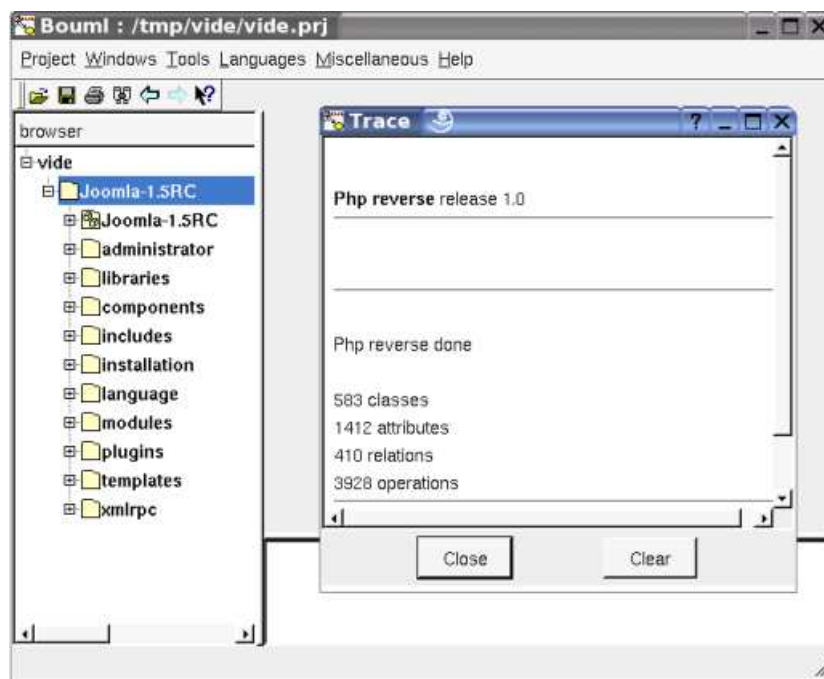 Bouml : /tmp/vide/vide.prj
Project Windows Tools Languages Miscellaneous Help
browser
vide
Joomla-1.5RC
Joomla-1.5RC
administrator
libraries
components
includes
installation
language
modules
plugins
templates
xmlrpc
Trace
Php reverse release 1.0
Php reverse done
583 classes
1412 attributes
410 relations
3928 operations
Close Clear